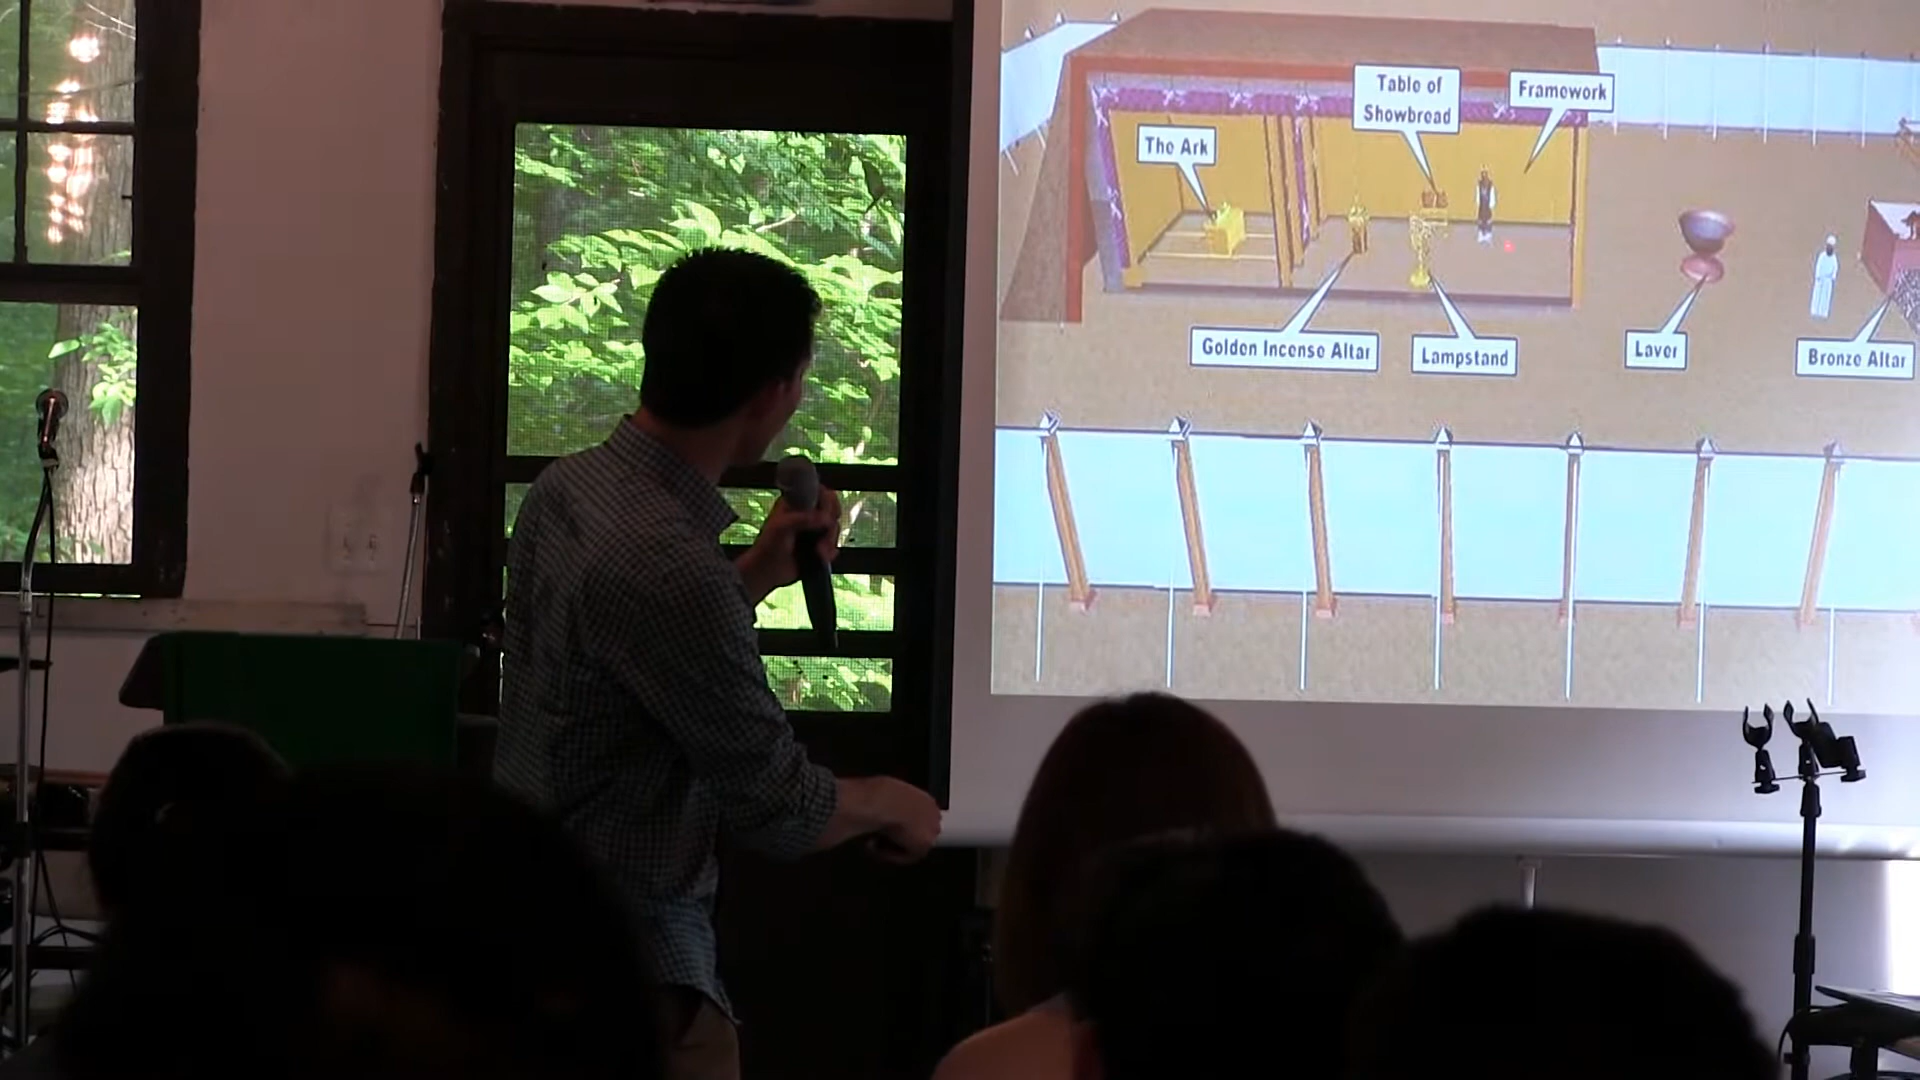 Table of
Showbread
Framework
The Ark
Golden Incense Altar
Lampstand
Laver
Bronze Altar